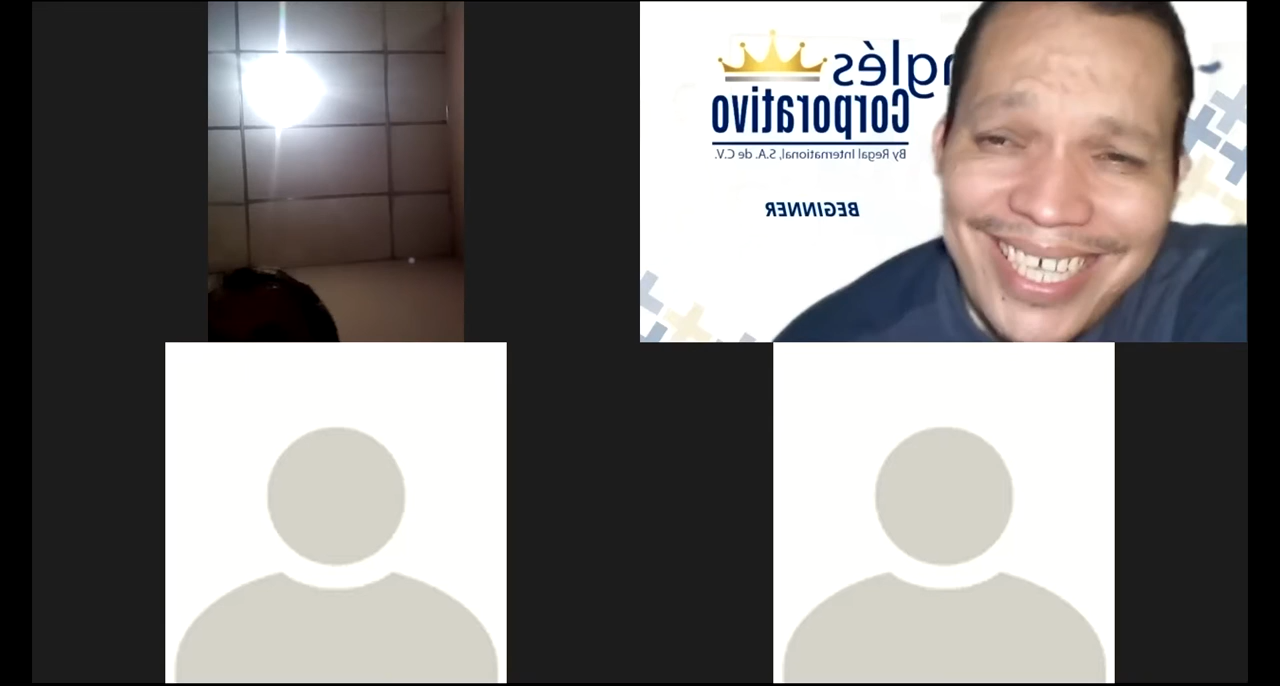 nglés
Corporativo
By Regal International, S.A. de C.V.
BEGINNER